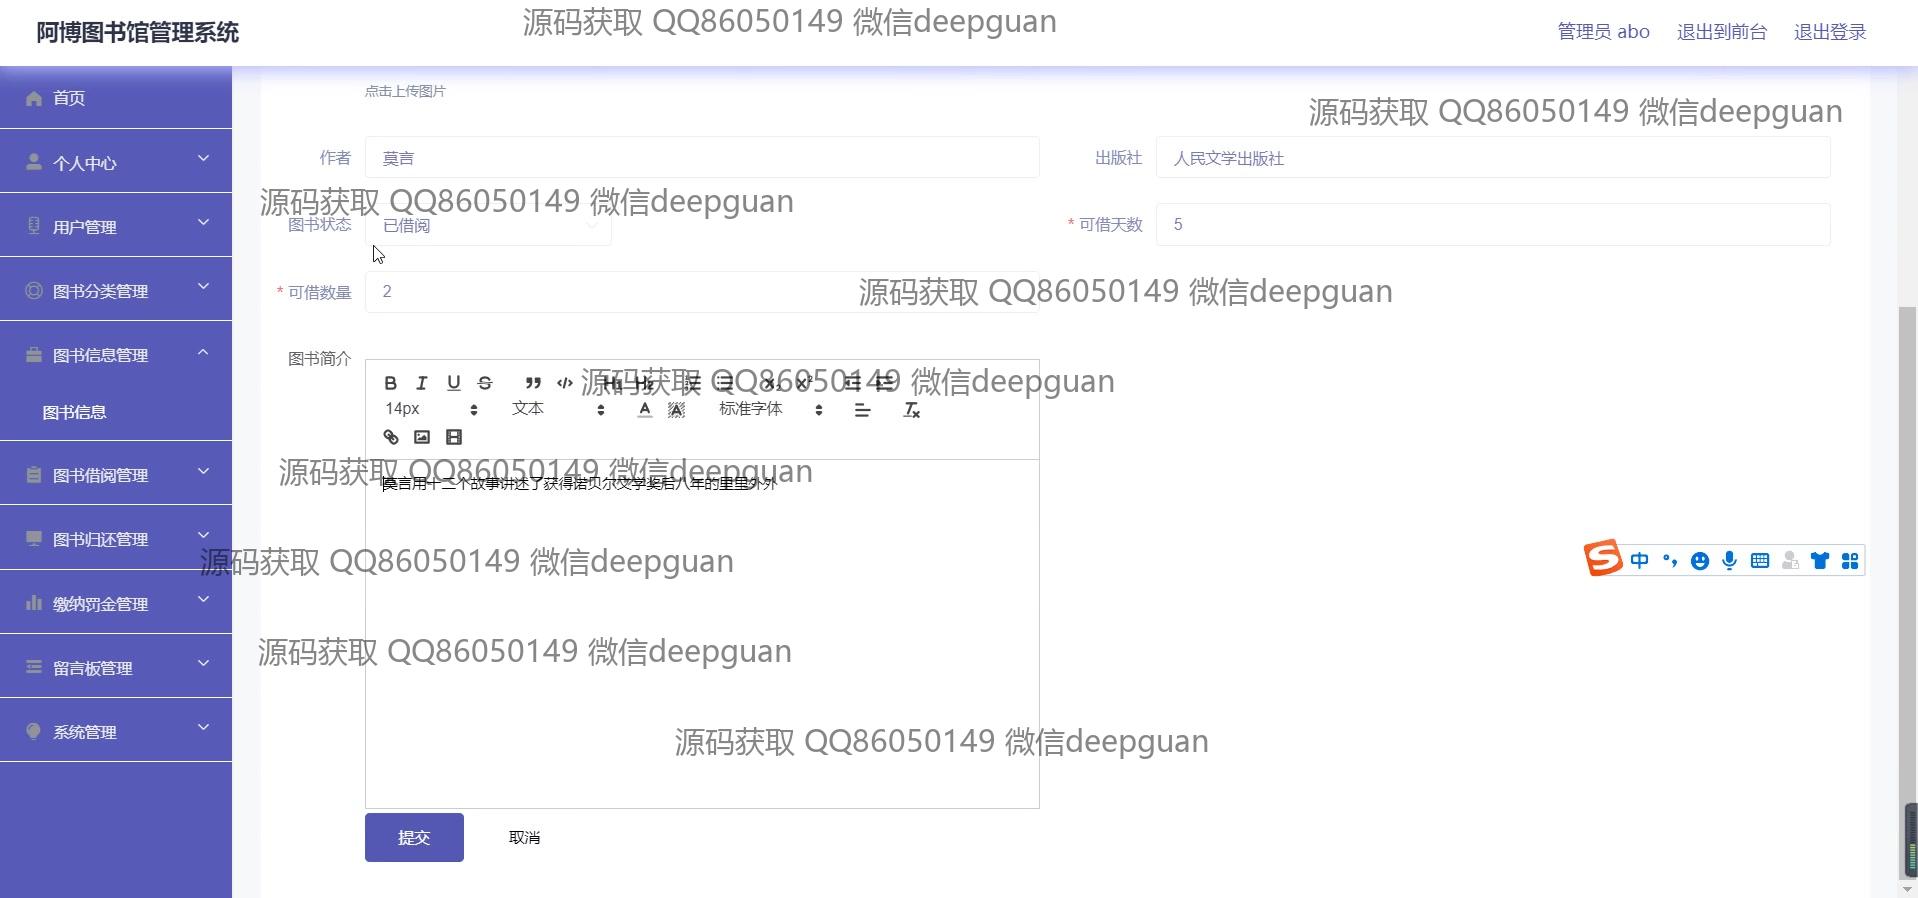 阿博图书馆管理系统
源码获取 QQ86050149 微信deepguan
管理员 abo 退出到前台 退出登录
首页
点击上传图片
源码获取 QQ86050149 微信deepguan
个人中心
作者 莫言 出版社 人民文学出版社
源码获取 QQ86050149 微信deepguan
用户管理
图书状态 已借阅 * 可借天数 5
图书分类管理
* 可借数量 2
源码获取 QQ86050149 微信deepguan
图书信息管理
图书简介
源码获取 QQ86050149 微信deepguan
B I U S H1 H2 x2 x2
14px 文本 A A 标准字体 Tx
图书信息
图书借阅管理
源码获取 QQ86050149 微信deepguan
莫言用十二个故事讲述了获得诺贝尔文学奖后八年的里里外外
图书归还管理
源码获取 QQ86050149 微信deepguan
S 中
缴纳罚金管理
源码获取 QQ86050149 微信deepguan
留言板管理
系统管理
源码获取 QQ86050149 微信deepguan
提交 取消